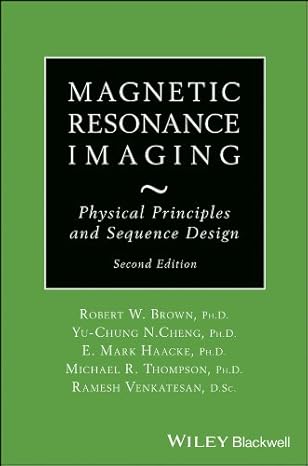 MAGNETIC
RESONANCE
IMAGING
~
Physical Principles
and Sequence Design
Second Edition
ROBERT W. BROWN, PH.D.
YU-CHUNG N.CHENG, PH.D.
E. MARK HAACKE, PH.D.
MICHAEL R. THOMPSON, PH.D.
RAMESH VENKATESAN, D.SC.
WILEY Blackwell